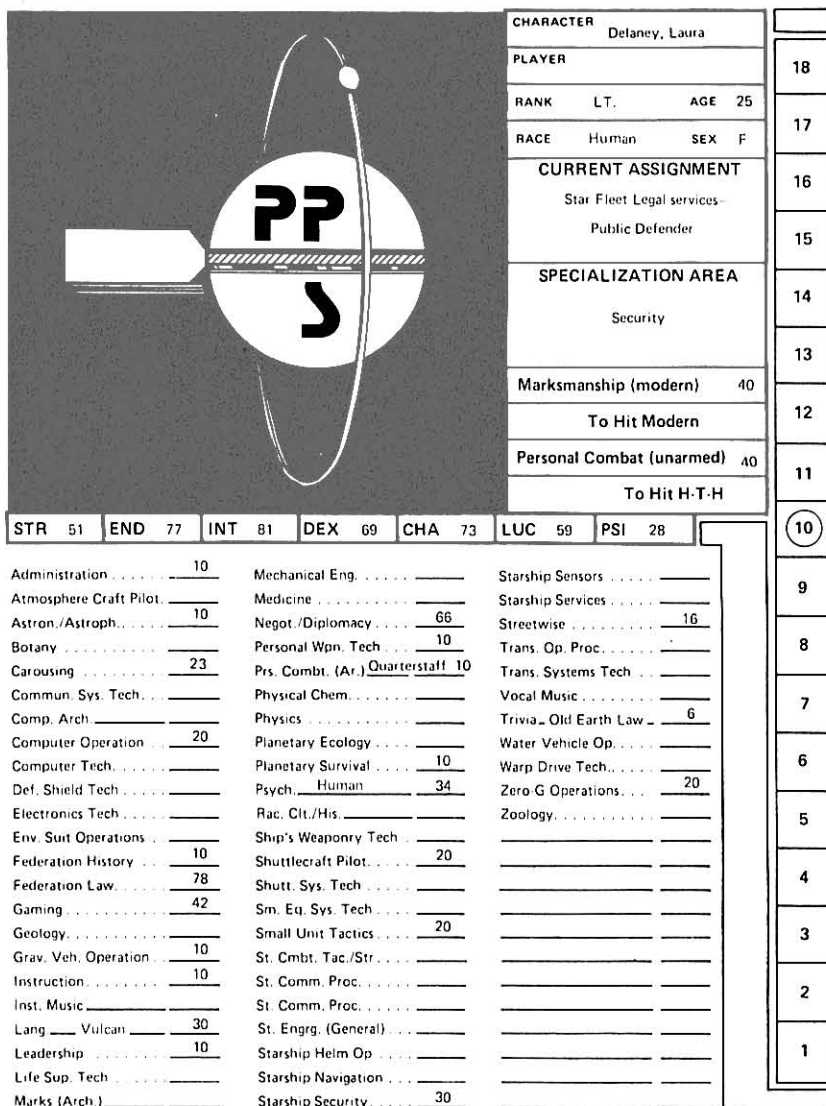 PP
S
CHARACTER Delaney, Laura
PLAYER
RANK LT. AGE 25
RACE Human SEX F
CURRENT ASSIGNMENT
Star Fleet Legal services-
Public Defender
SPECIALIZATION AREA
Security
Marksmanship (modern) 40
To Hit Modern
Personal Combat (unarmed) 40
To Hit H-T-H
STR 51 END 77 INT 81 DEX 69 CHA 73 LUC 59 PSI 28
Administration 10
Atmosphere Craft Pilot.
Astron./Astroph. 10
Botany
Carousing 23
Commun. Sys. Tech.
Comp. Arch.
Computer Operation 20
Computer Tech.
Def. Shield Tech
Electronics Tech
Env. Suit Operations
Federation History 10
Federation Law. 78
Gaming 42
Geology
Grav. Veh. Operation 10
Instruction 10
Inst. Music
Lang Vulcan 30
Leadership 10
Life Sup. Tech
Marks (Arch.)
Mechanical Eng.
Medicine
Negot./Diplomacy 66
Personal Wpn. Tech 10
Prs. Combt. (Ar.) Quarterstaff 10
Physical Chem.
Physics
Planetary Ecology
Planetary Survival 10
Psych. Human 34
Rac. Clt./His.
Ship's Weaponry Tech
Shuttlecraft Pilot. 20
Shutt. Sys. Tech
Sm. Eq. Sys. Tech
Small Unit Tactics 20
St. Cmbt. Tac./Str.
St. Comm. Proc.
St. Comm. Proc.
St. Engrg. (General)
Starship Helm Op
Starship Navigation
Starship Security. 30
Starship Sensors
Starship Services
Streetwise 16
Trans. Op. Proc.
Trans. Systems Tech
Vocal Music
Trivia - Old Earth Law - 6
Water Vehicle Op.
Warp Drive Tech.
Zero-G Operations. 20
Zoology.
18
17
16
15
14
13
12
11
10
9
8
7
6
5
4
3
2
1